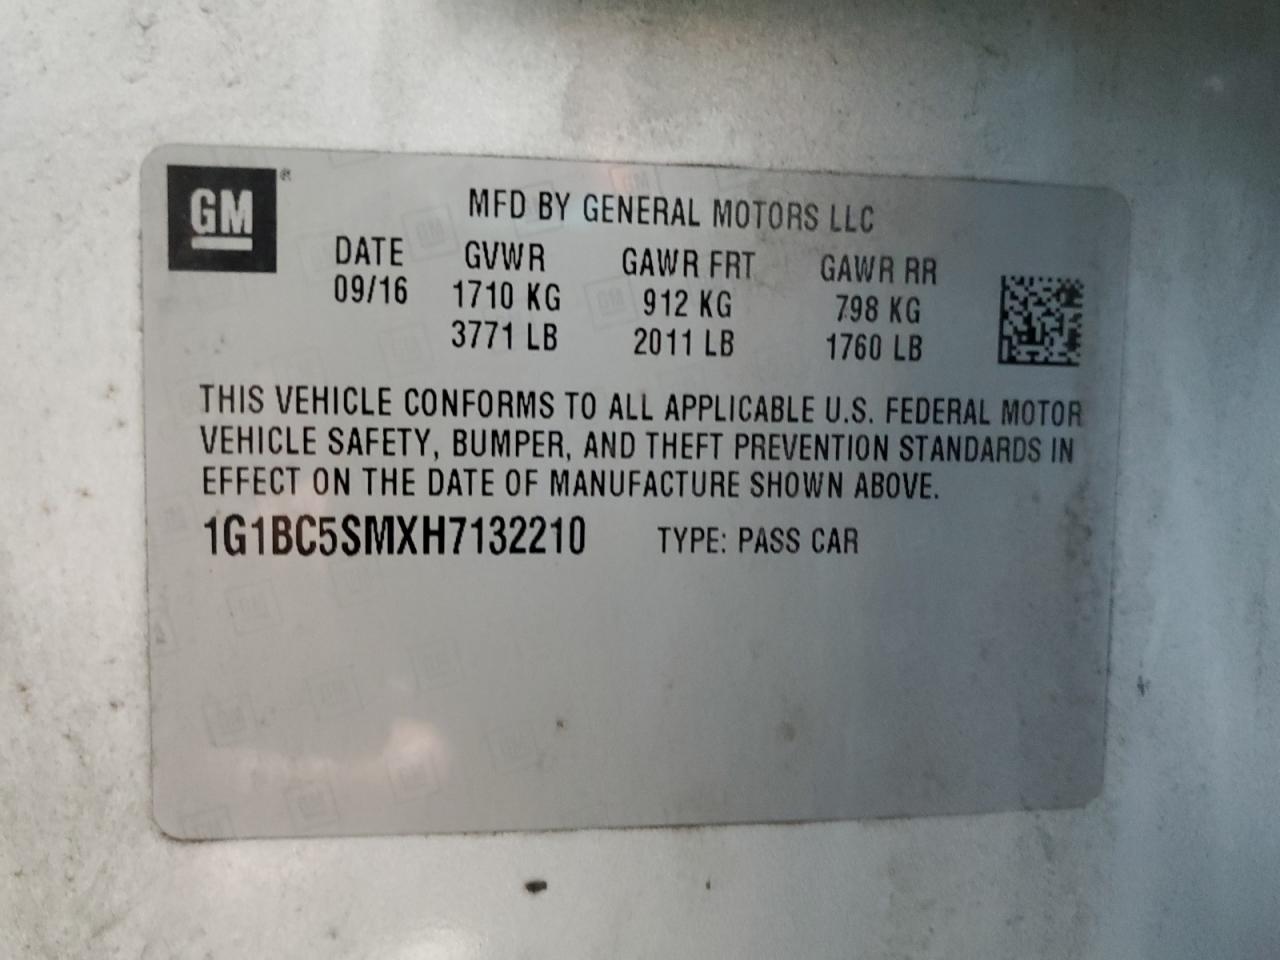 GM ®
MFD BY GENERAL MOTORS LLC
DATE GVWR GAWR FRT GAWR RR
09/16 1710 KG 912 KG 798 KG
3771 LB 2011 LB 1760 LB
THIS VEHICLE CONFORMS TO ALL APPLICABLE U.S. FEDERAL MOTOR
VEHICLE SAFETY, BUMPER, AND THEFT PREVENTION STANDARDS IN
EFFECT ON THE DATE OF MANUFACTURE SHOWN ABOVE.
1G1BC5SMXH7132210 TYPE: PASS CAR